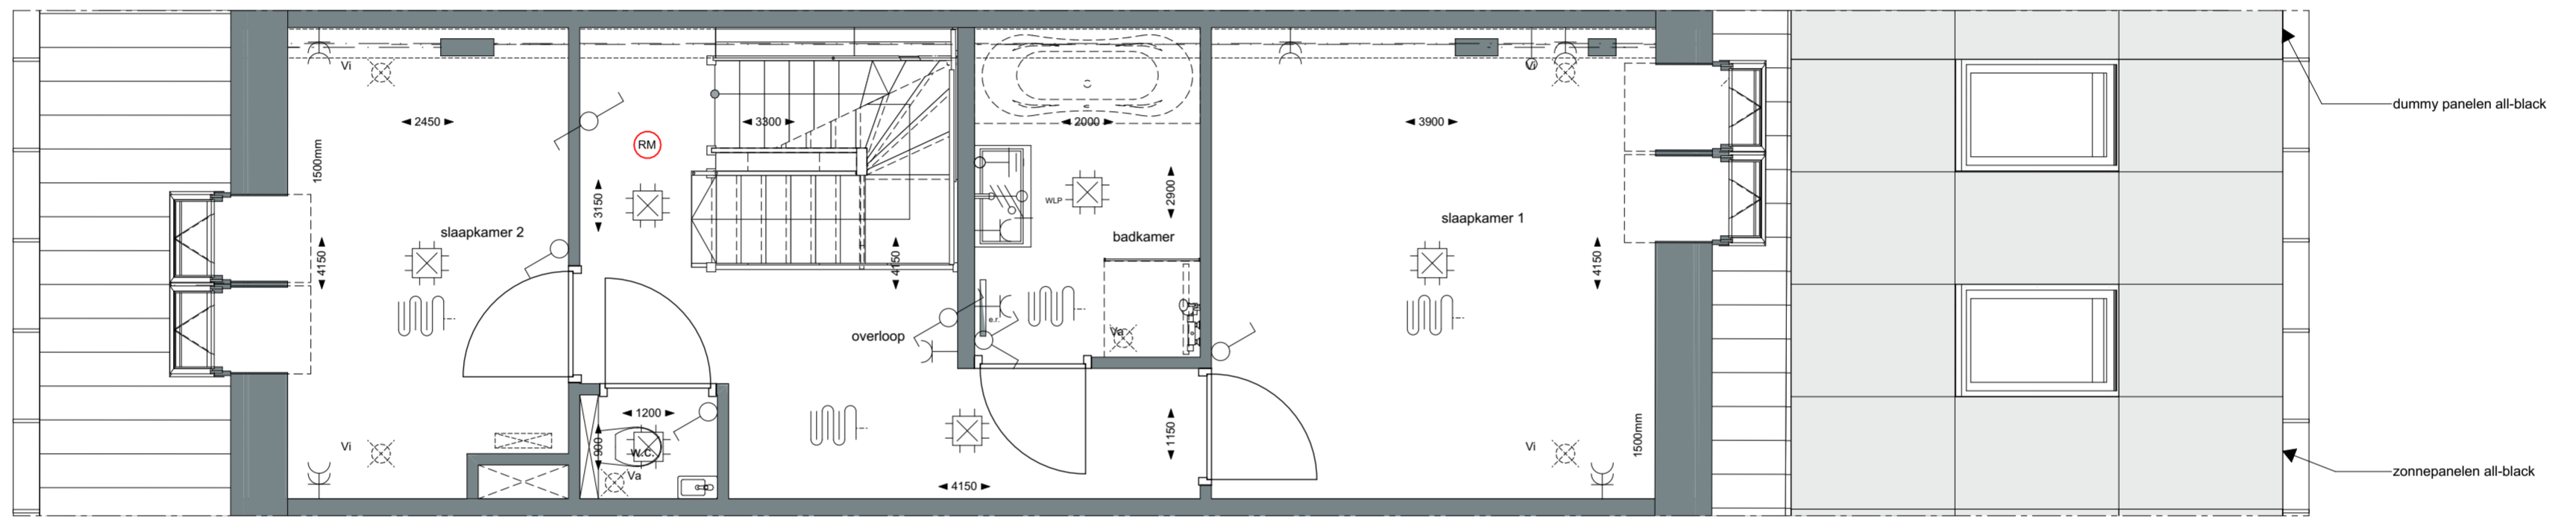 Vi
Vi
dummy panelen all-black
2450
3300
2000
3900
RM
1500mm
3150
2900
WLP
slaapkamer 1
slaapkamer 2
badkamer
4150
4150
4150
e.r.
Va
overloop
1200
900
W.C.
Va
1150
1500mm
Vi
Vi
zonnepanelen all-black
4150